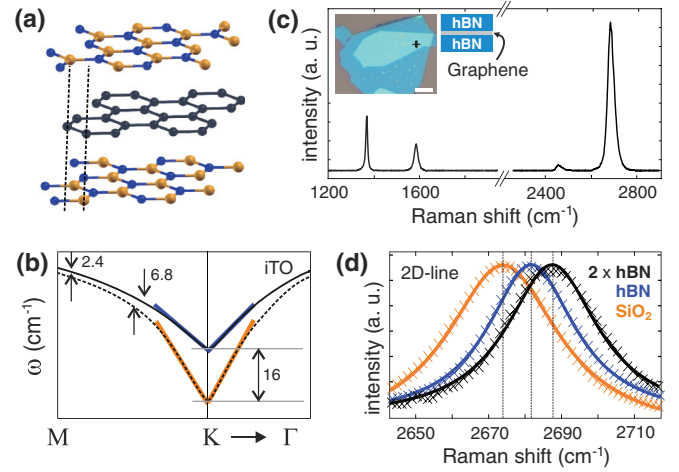 (a)
(c)
intensity (a. u.)
hBN
hBN
Graphene
1200
1600
2400
2800
Raman shift (cm⁻¹)
(b)
2.4
6.8
iTO
16
ω (cm⁻¹)
M
K → Γ
(d)
2D-line
2 x hBN
hBN
SiO₂
intensity (a. u.)
2650
2670
2690
2710
Raman shift (cm⁻¹)